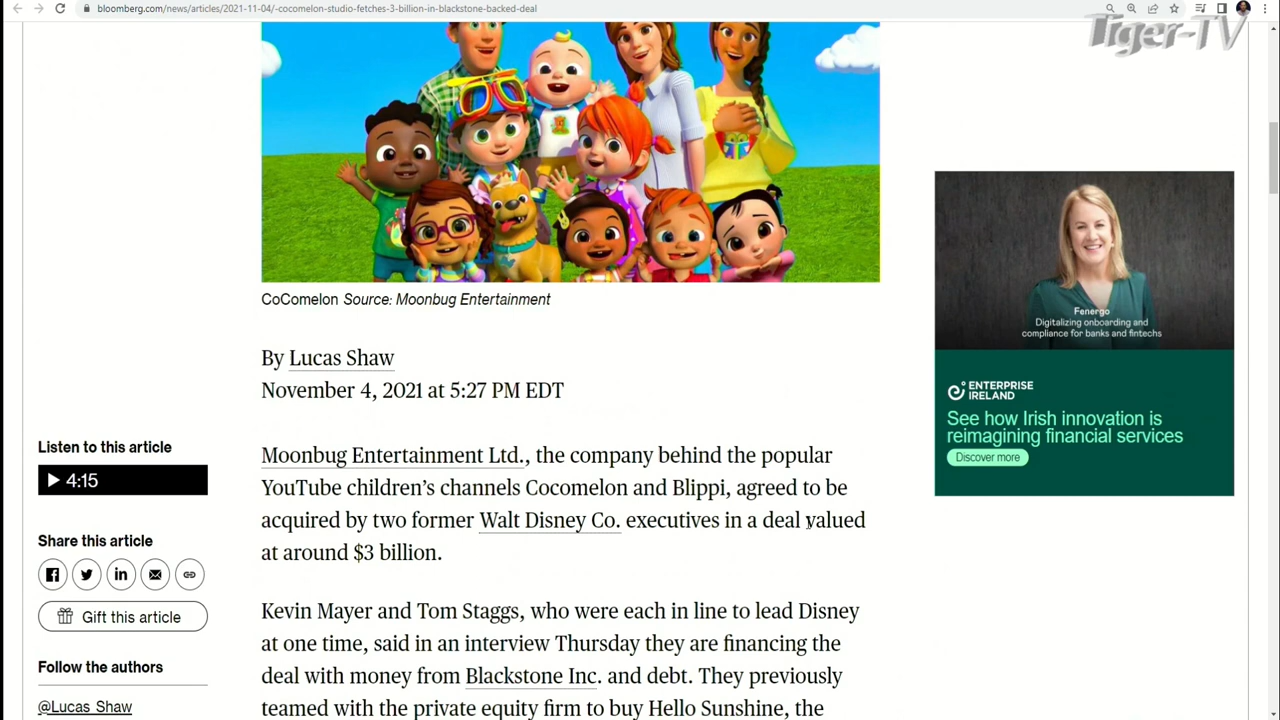 bloomberg.com/news/articles/2021-11-04/-cocomelon-studio-fetches-3-billion-in-blackstone-backed-deal
Tiger-TV
CoComelon Source: Moonbug Entertainment
By Lucas Shaw
November 4, 2021 at 5:27 PM EDT
Listen to this article
4:15
Share this article
Gift this article
Follow the authors
@Lucas_Shaw
Moonbug Entertainment Ltd., the company behind the popular
YouTube children’s channels Cocomelon and Blippi, agreed to be
acquired by two former Walt Disney Co. executives in a deal valued
at around $3 billion.
Kevin Mayer and Tom Staggs, who were each in line to lead Disney
at one time, said in an interview Thursday they are financing the
deal with money from Blackstone Inc. and debt. They previously
teamed with the private equity firm to buy Hello Sunshine, the
Fenergo
Digitalizing onboarding and
compliance for banks and fintechs
ENTERPRISE
IRELAND
See how Irish innovation is
reimagining financial services
Discover more